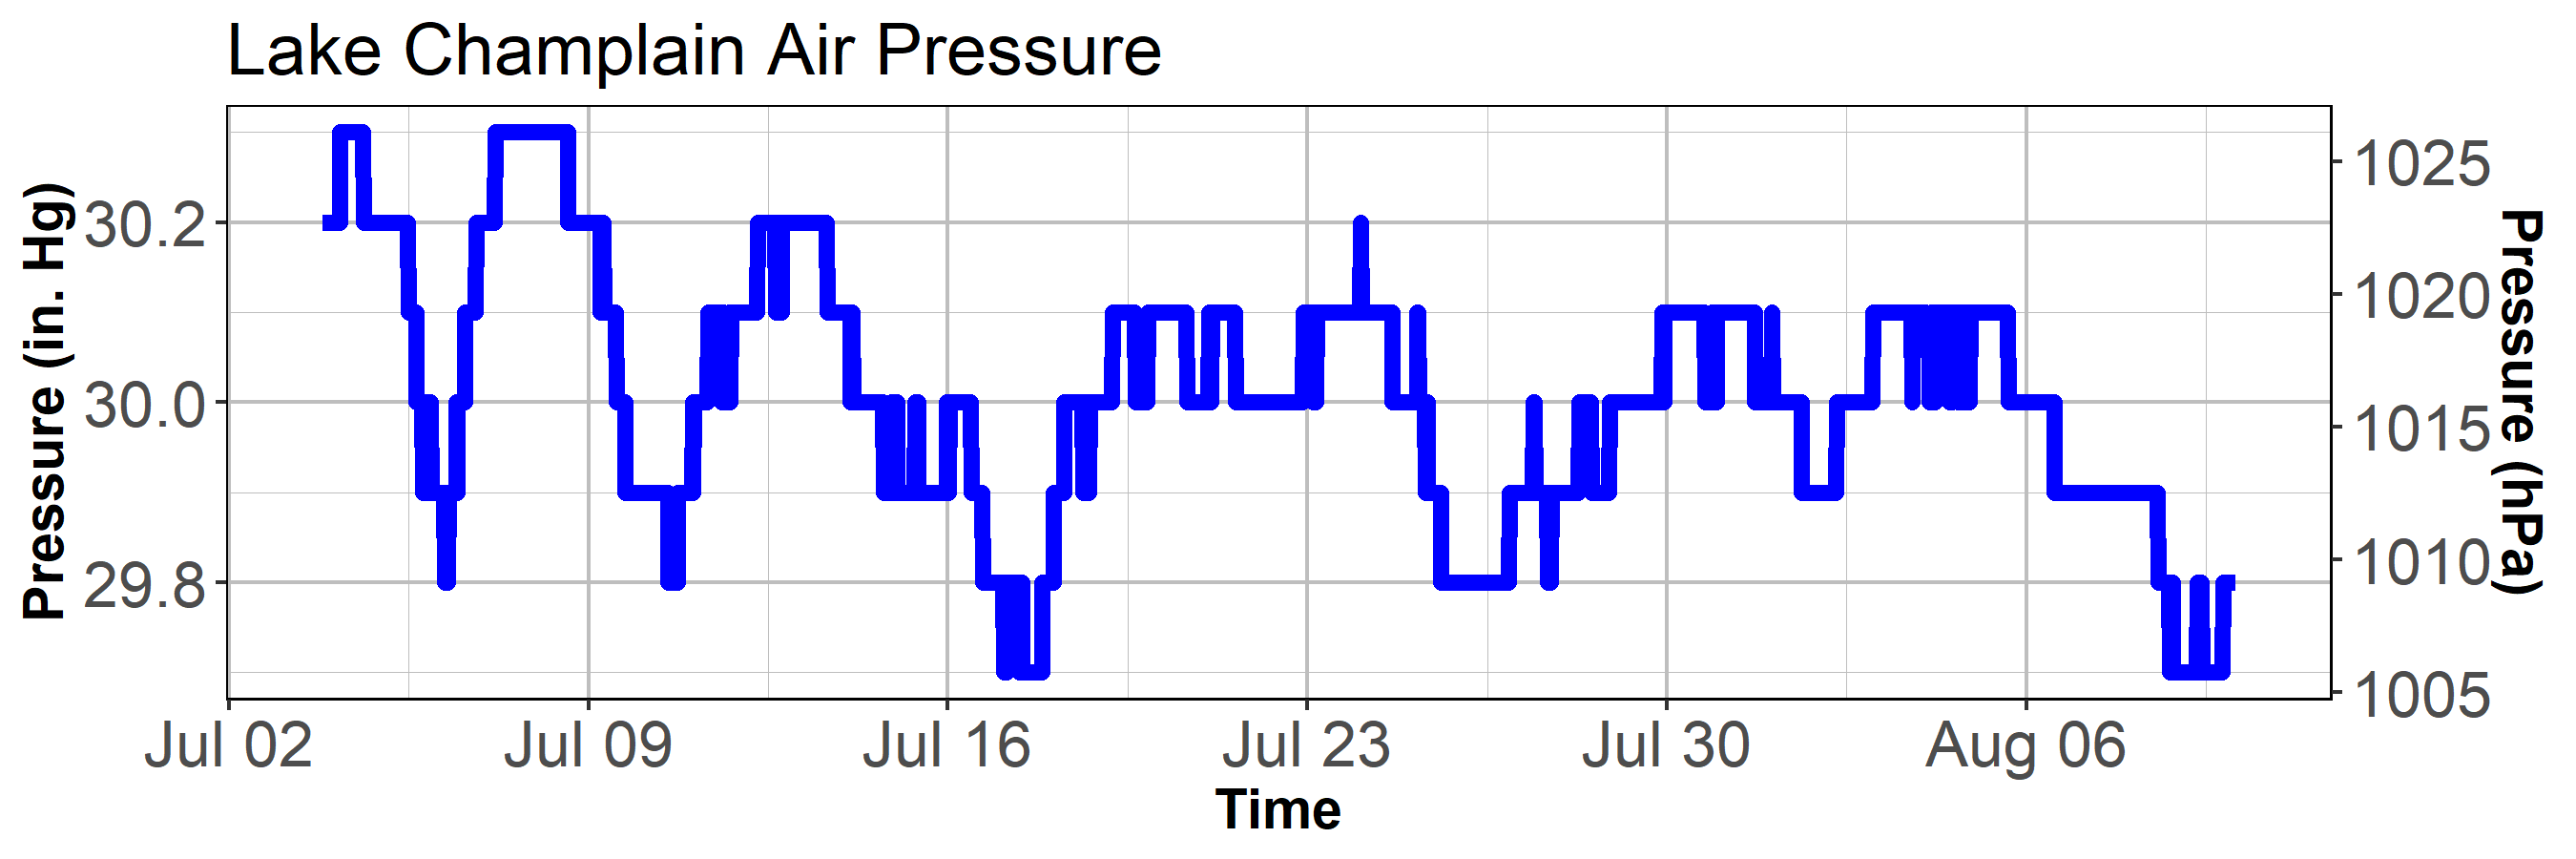 Lake Champlain Air Pressure
Pressure (in. Hg)
30.2
30.0
29.8
1025
1020
1015
1010
1005
Pressure (hPa)
Jul 02 Jul 09 Jul 16 Jul 23 Jul 30 Aug 06
Time